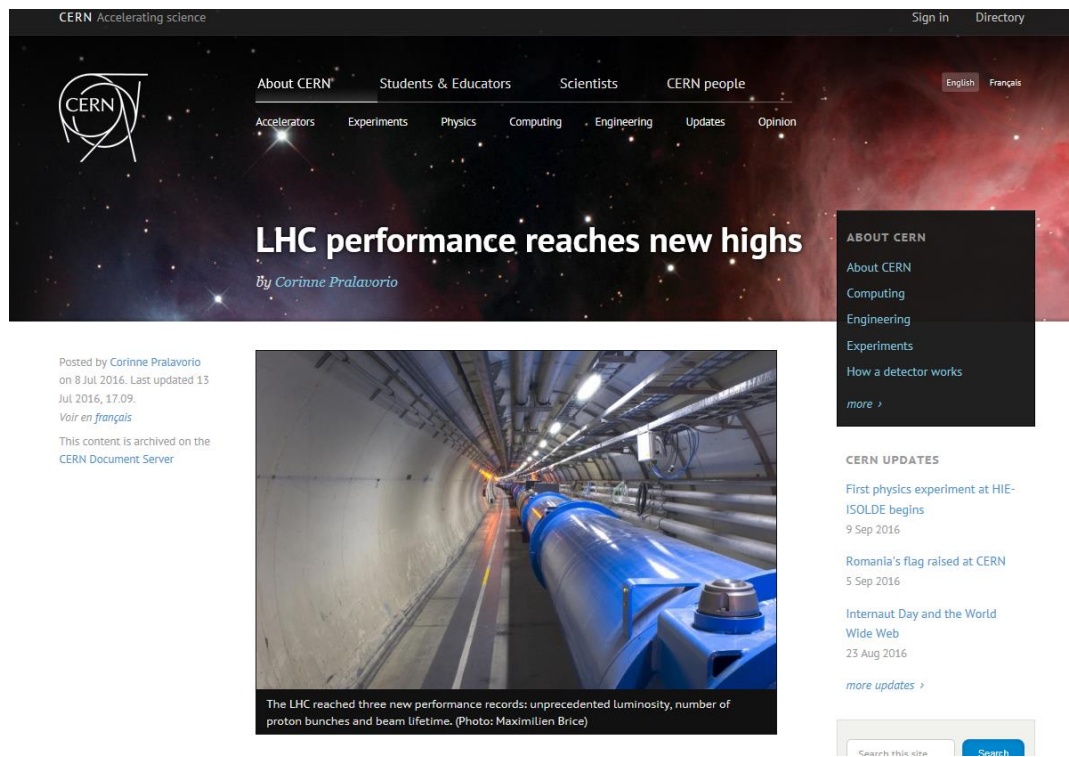 CERN Accelerating science
Sign in Directory
CERN
About CERN Students & Educators Scientists CERN people
English Français
Accelerators Experiments Physics Computing Engineering Updates Opinion
LHC performance reaches new highs
by Corinne Pralavorio
Posted by Corinne Pralavorio
on 8 Jul 2016. Last updated 13
Jul 2016, 17.09.
Voir en français
This content is archived on the
CERN Document Server
The LHC reached three new performance records: unprecedented luminosity, number of
proton bunches and beam lifetime. (Photo: Maximilien Brice)
ABOUT CERN
About CERN
Computing
Engineering
Experiments
How a detector works
more ›
CERN UPDATES
First physics experiment at HIE-
ISOLDE begins
9 Sep 2016
Romania's flag raised at CERN
5 Sep 2016
Internaut Day and the World
Wide Web
23 Aug 2016
more updates ›
Search this site Search